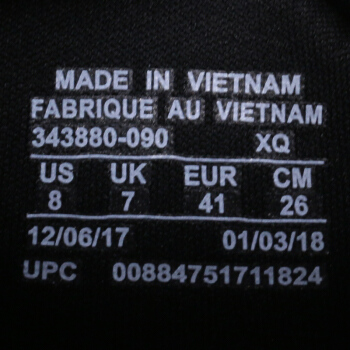 MADE IN VIETNAM
FABRIQUE AU VIETNAM
343880-090 XQ
US UK EUR CM
8 7 41 26
12/06/17 01/03/18
UPC 00884751711824